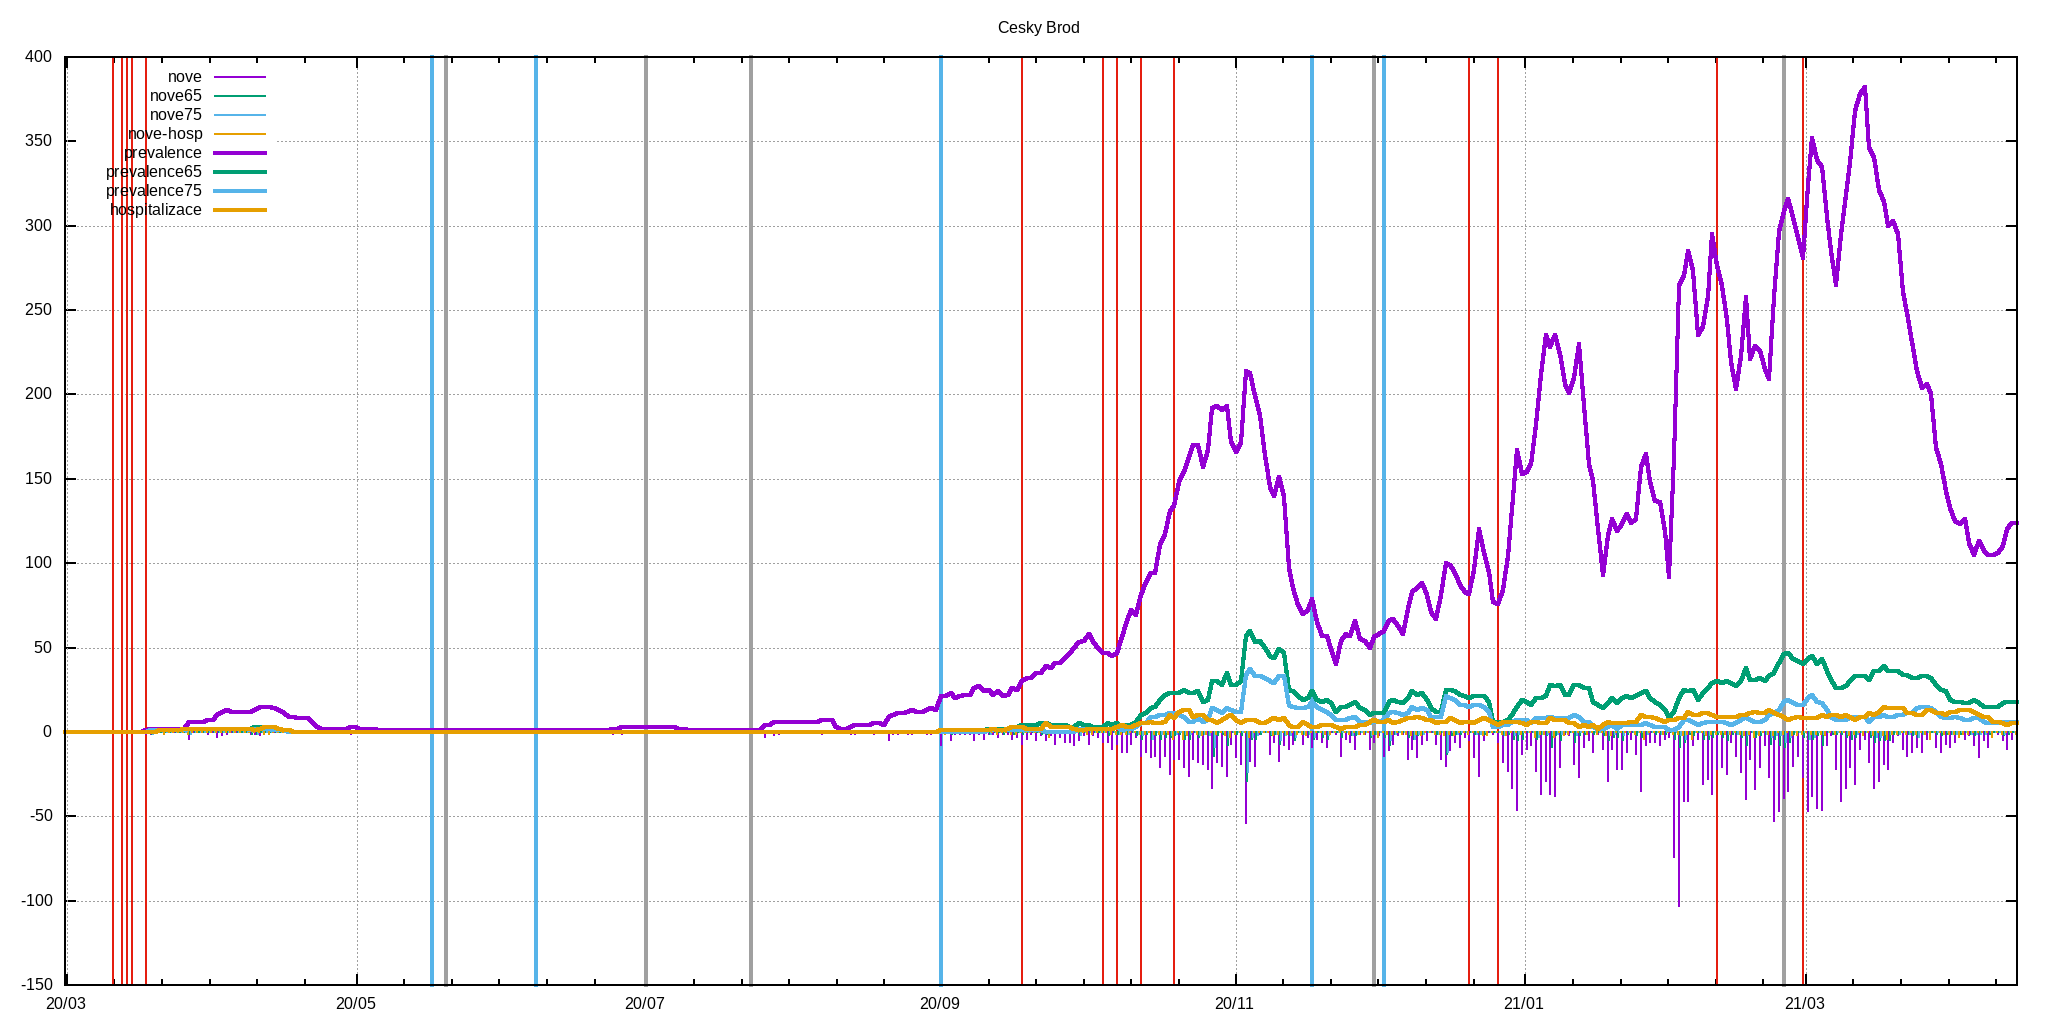 Cesky Brod
400
350
300
250
200
150
100
50
0
-50
-100
-150
nove
nove65
nove75
nove-hosp
prevalence
prevalence65
prevalence75
hospitalizace
20/03 20/05 20/07 20/09 20/11 21/01 21/03